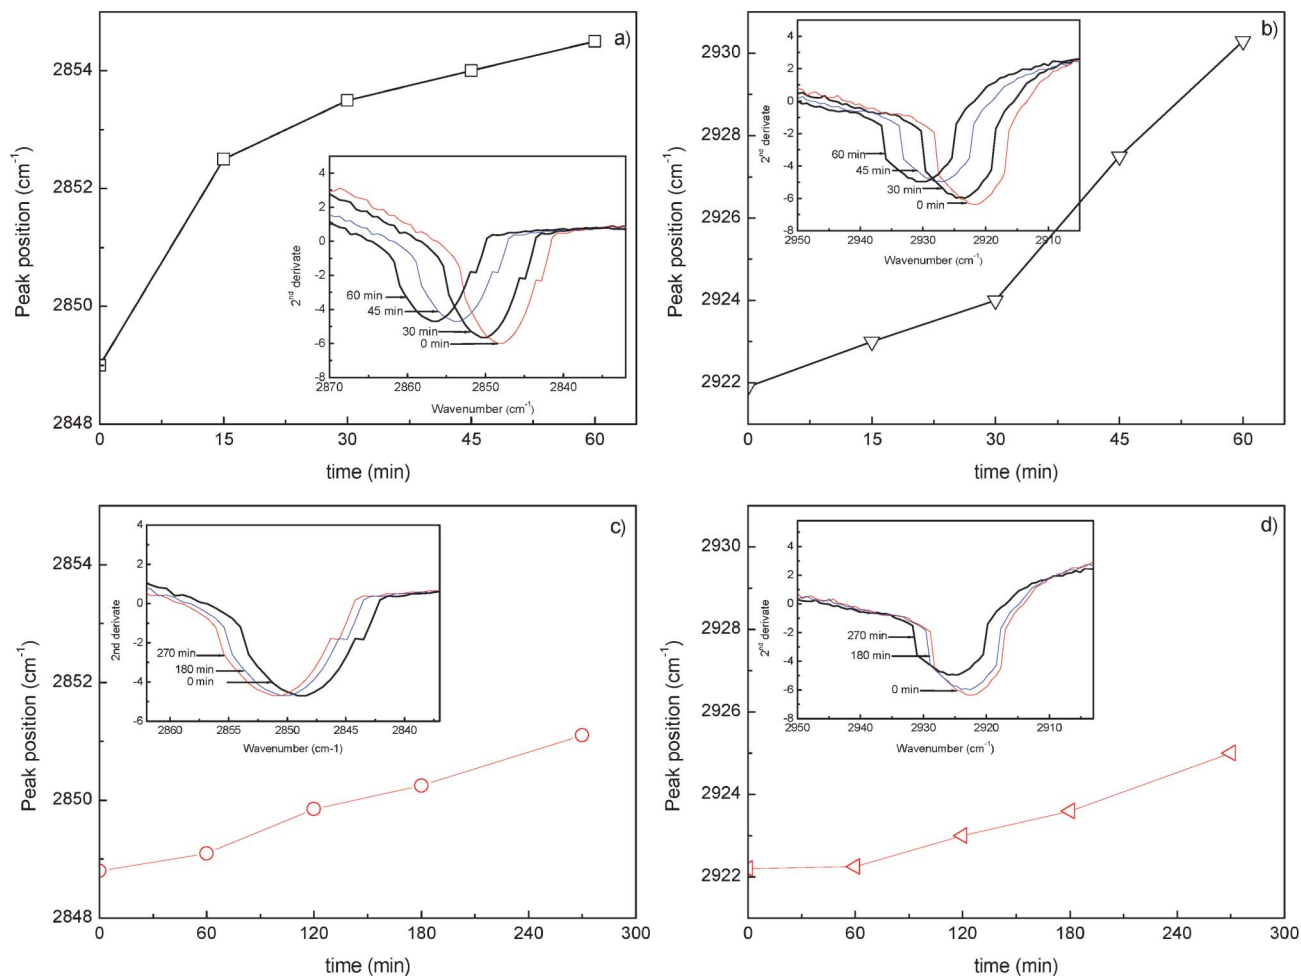 a)
2854
2852
2850
2848
Peak position (cm⁻¹)
0 15 30 45 60
time (min)
4
2
0
-2
-4
-6
-8
2ⁿᵈ derivate
60 min
45 min
30 min
0 min
2870 2860 2850 2840
Wavenumber (cm⁻¹)
b)
2930
2928
2926
2924
2922
Peak position (cm⁻¹)
0 15 30 45 60
time (min)
4
2
0
-2
-4
-6
-8
2ⁿᵈ derivate
60 min
45 min
30 min
0 min
2950 2940 2930 2920 2910
Wavenumber (cm⁻¹)
c)
2854
2852
2850
2848
Peak position (cm⁻¹)
0 60 120 180 240 300
time (min)
4
2
0
-2
-4
-6
2nd derivate
270 min
180 min
0 min
2860 2855 2850 2845 2840
Wavenumber (cm-1)
d)
2930
2929
2928
2926
2925
2924
2923
2922
Peak position (cm⁻¹)
0 60 120 180 240 300
time (min)
4
2
0
-2
-4
-6
-8
2ⁿᵈ derivate
270 min
180 min
0 min
2950 2940 2930 2920 2910
Wavenumber (cm⁻¹)